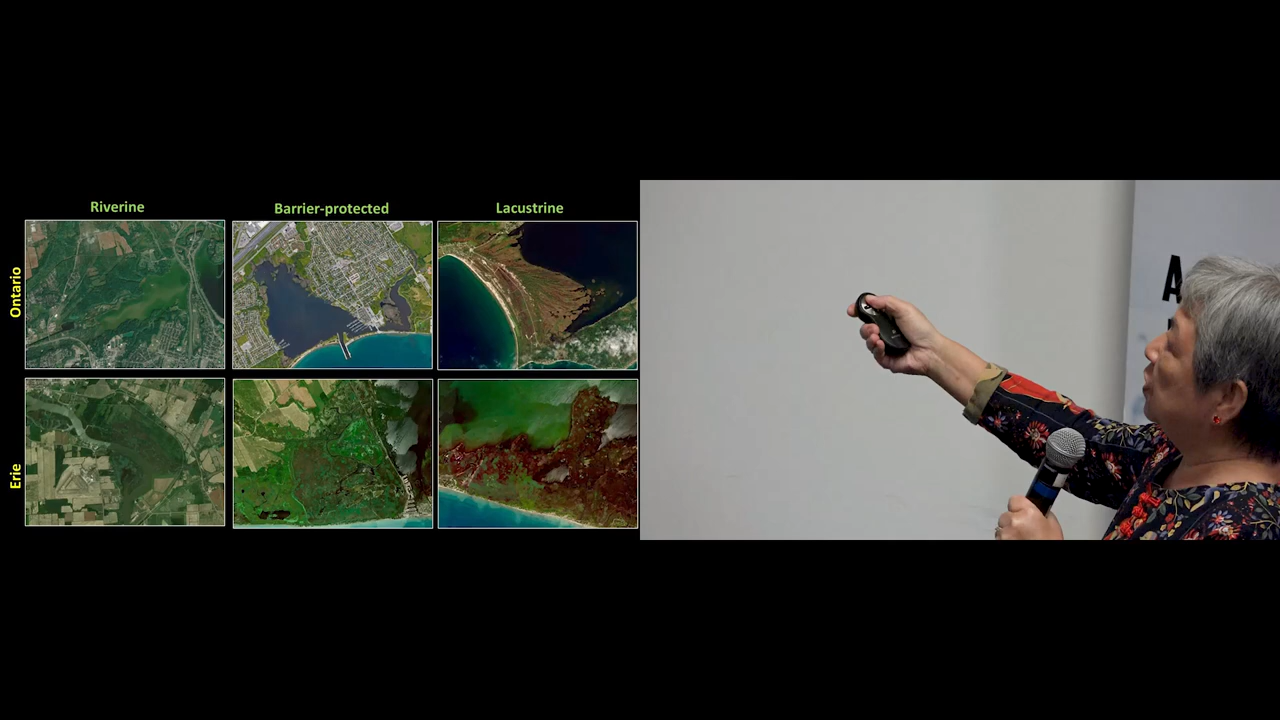 Riverine
Barrier-protected
Lacustrine
Ontario
Erie
A